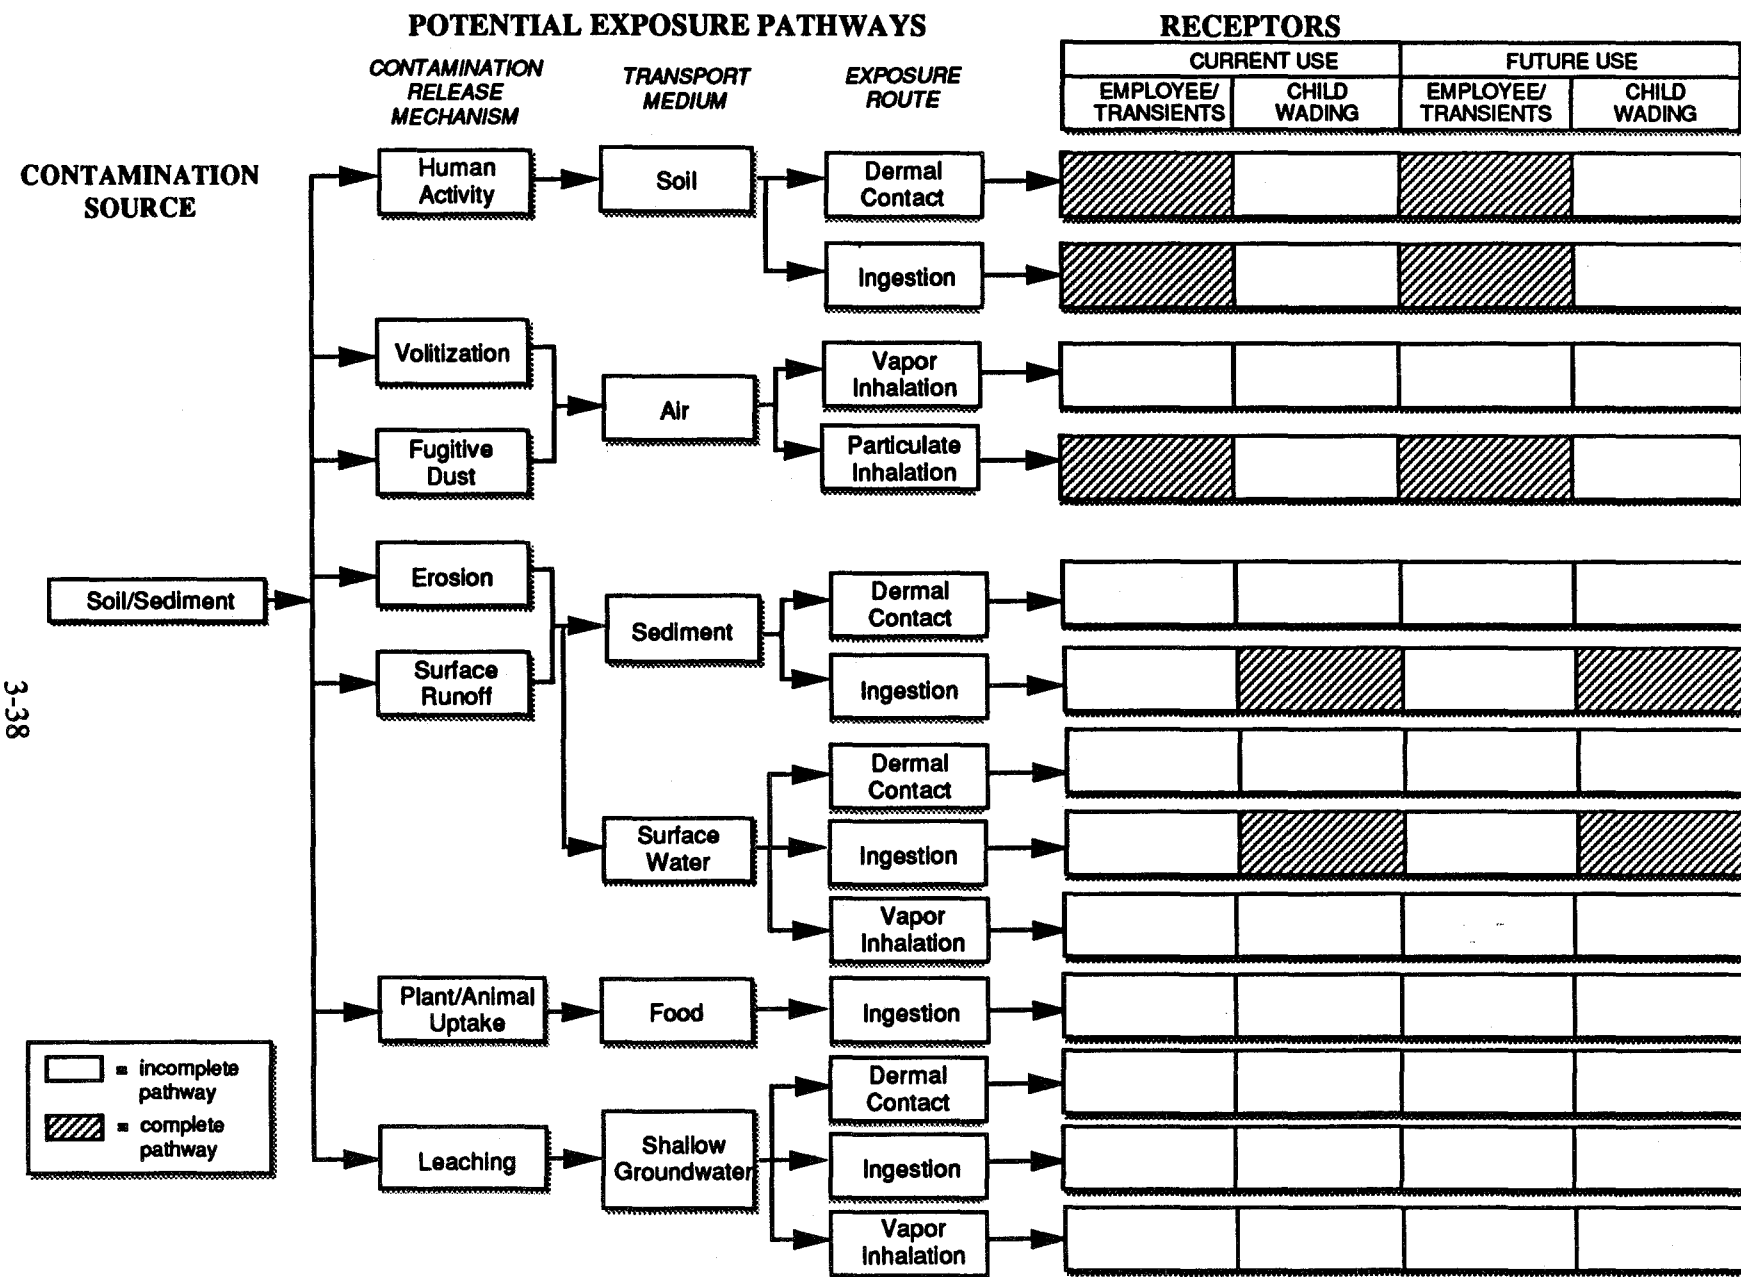 POTENTIAL EXPOSURE PATHWAYS
RECEPTORS
CONTAMINATION
RELEASE
MECHANISM
TRANSPORT
MEDIUM
EXPOSURE
ROUTE
CURRENT USE
FUTURE USE
EMPLOYEE/
TRANSIENTS
CHILD
WADING
EMPLOYEE/
TRANSIENTS
CHILD
WADING
CONTAMINATION
SOURCE
Human
Activity
Soil
Dermal
Contact
Ingestion
Volitization
Fugitive
Dust
Air
Vapor
Inhalation
Particulate
Inhalation
Soil/Sediment
Erosion
Surface
Runoff
Sediment
Dermal
Contact
Ingestion
Surface
Water
Dermal
Contact
Ingestion
Vapor
Inhalation
Plant/Animal
Uptake
Food
Ingestion
Leaching
Shallow
Groundwater
Dermal
Contact
Ingestion
Vapor
Inhalation
= incomplete
pathway
= complete
pathway
3-38